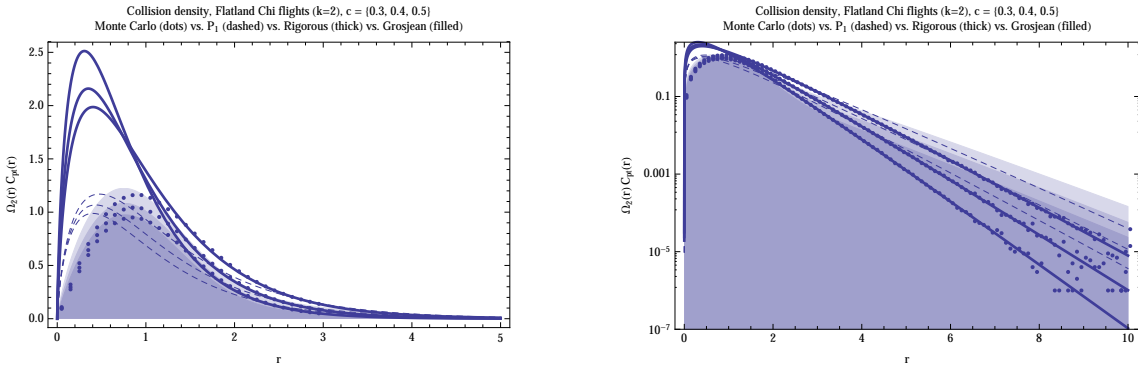 Collision density, Flatland Chi flights (k=2), c = {0.3, 0.4, 0.5}
Monte Carlo (dots) vs. P1 (dashed) vs. Rigorous (thick) vs. Grosjean (filled)
2.5
2.0
1.5
1.0
0.5
0.0
Ω2(r) Cpt(r)
0 1 2 3 4 5
r
Collision density, Flatland Chi flights (k=2), c = {0.3, 0.4, 0.5}
Monte Carlo (dots) vs. P1 (dashed) vs. Rigorous (thick) vs. Grosjean (filled)
0.1
0.001
10-5
10-7
Ω2(r) Cpt(r)
0 2 4 6 8 10
r